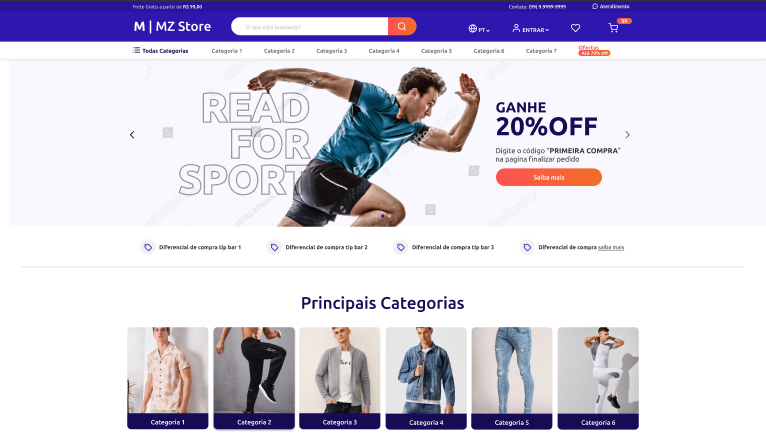 Frete Gratis a partir de R$ 59,00
Contato: (99) 9.9999-9999
Atendimento
M | MZ Store
O que está buscando?
PT
ENTRAR
Todas Categorias
Categoria 1
Categoria 2
Categoria 3
Categoria 4
Categoria 5
Categoria 6
Categoria 7
Ofertas
Até 70% off
READ
FOR
SPORT
GANHE
20%OFF
Digite o código "PRIMEIRA COMPRA"
na pagina finalizar pedido
Saiba mais
Diferencial de compra tip bar 1
Diferencial de compra tip bar 2
Diferencial de compra tip bar 3
Diferencial de compra saiba mais
Principais Categorias
Categoria 1
Categoria 2
Categoria 3
Categoria 4
Categoria 5
Categoria 6